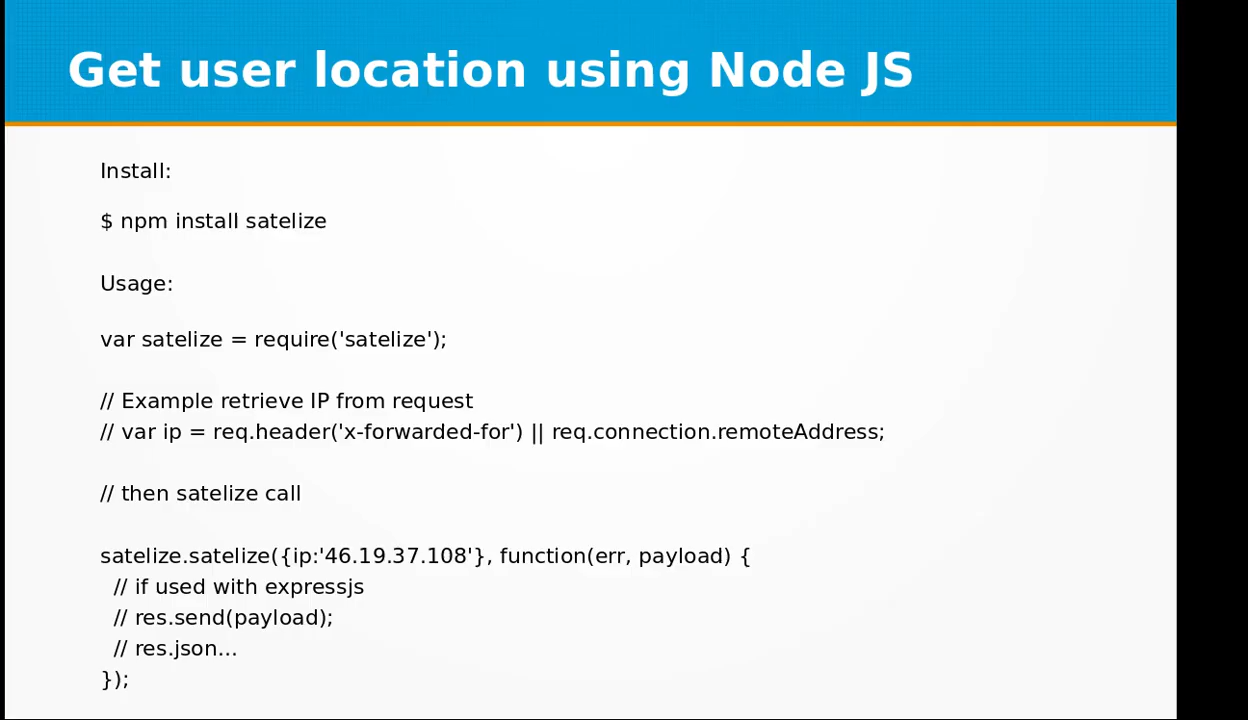 Get user location using Node JS
Install:
$ npm install satelize
Usage:
var satelize = require('satelize');
// Example retrieve IP from request
// var ip = req.header('x-forwarded-for') || req.connection.remoteAddress;
// then satelize call
satelize.satelize({ip:'46.19.37.108'}, function(err, payload) {
// if used with expressjs
// res.send(payload);
// res.json...
});